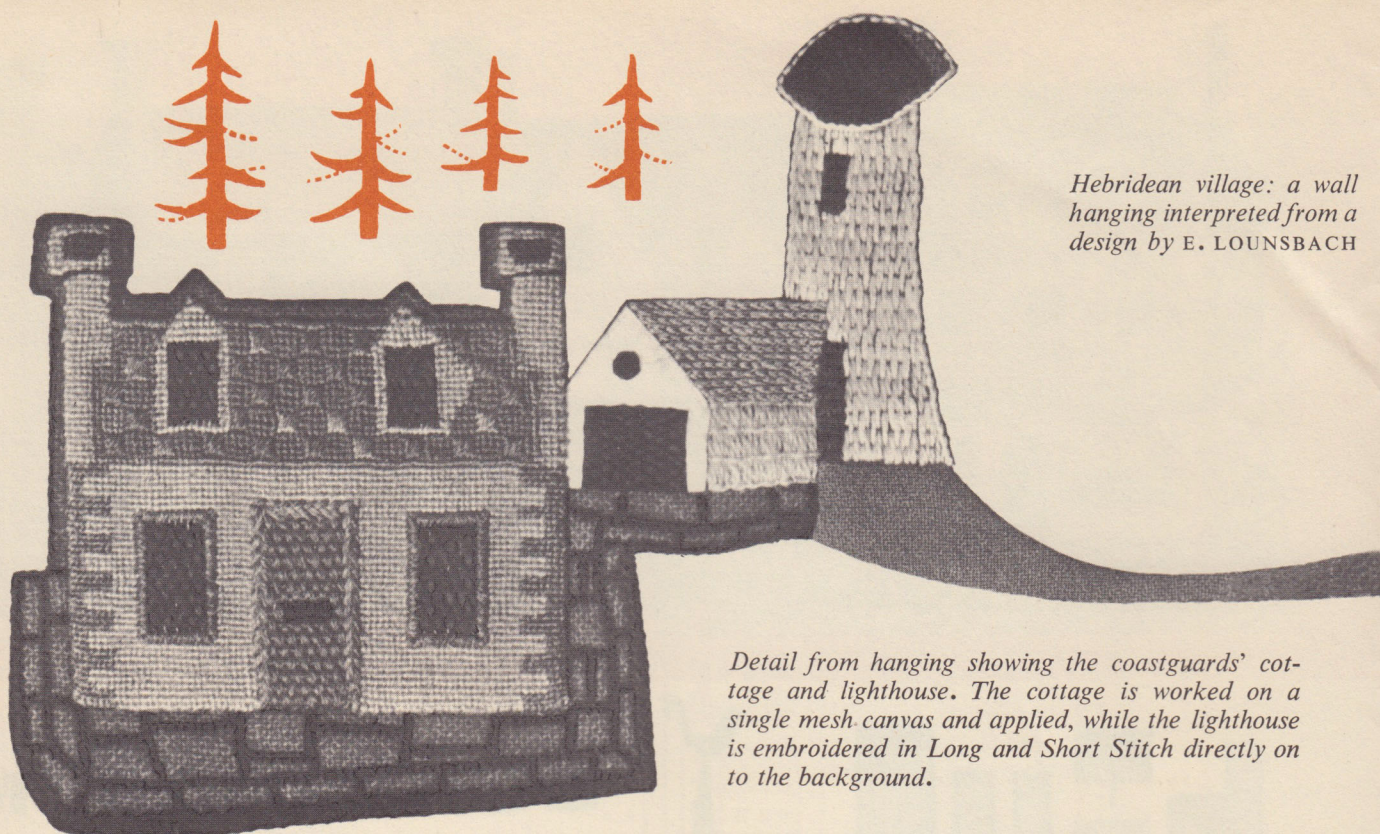 Hebridean village: a wall
hanging interpreted from a
design by E. LOUNSBACH
Detail from hanging showing the coastguards' cot-
tage and lighthouse. The cottage is worked on a
single mesh canvas and applied, while the lighthouse
is embroidered in Long and Short Stitch directly on
to the background.